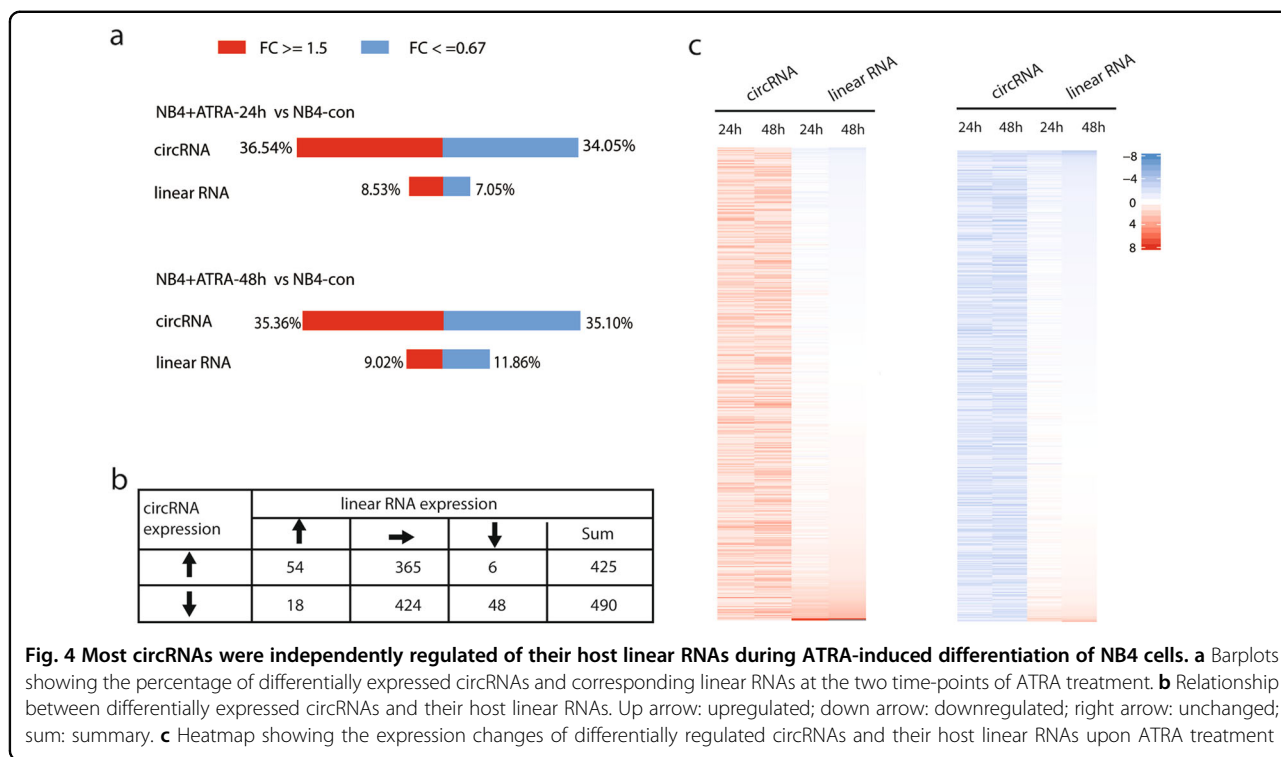 a
FC >= 1.5 FC <=0.67
NB4+ATRA-24h vs NB4-con
circRNA 36.54% 34.05%
linear RNA 8.53% 7.05%
NB4+ATRA-48h vs NB4-con
circRNA 35.36% 35.10%
linear RNA 9.02% 11.86%
b
circRNA expression linear RNA expression
↑ → ↓ Sum
↑ 54 365 6 425
↓ 18 424 48 490
c
circRNA linear RNA circRNA linear RNA
24h 48h 24h 48h 24h 48h 24h 48h
-8
-4
0
4
8
Fig. 4 Most circRNAs were independently regulated of their host linear RNAs during ATRA-induced differentiation of NB4 cells. a Barplots
showing the percentage of differentially expressed circRNAs and corresponding linear RNAs at the two time-points of ATRA treatment. b Relationship
between differentially expressed circRNAs and their host linear RNAs. Up arrow: upregulated; down arrow: downregulated; right arrow: unchanged;
sum: summary. c Heatmap showing the expression changes of differentially regulated circRNAs and their host linear RNAs upon ATRA treatment